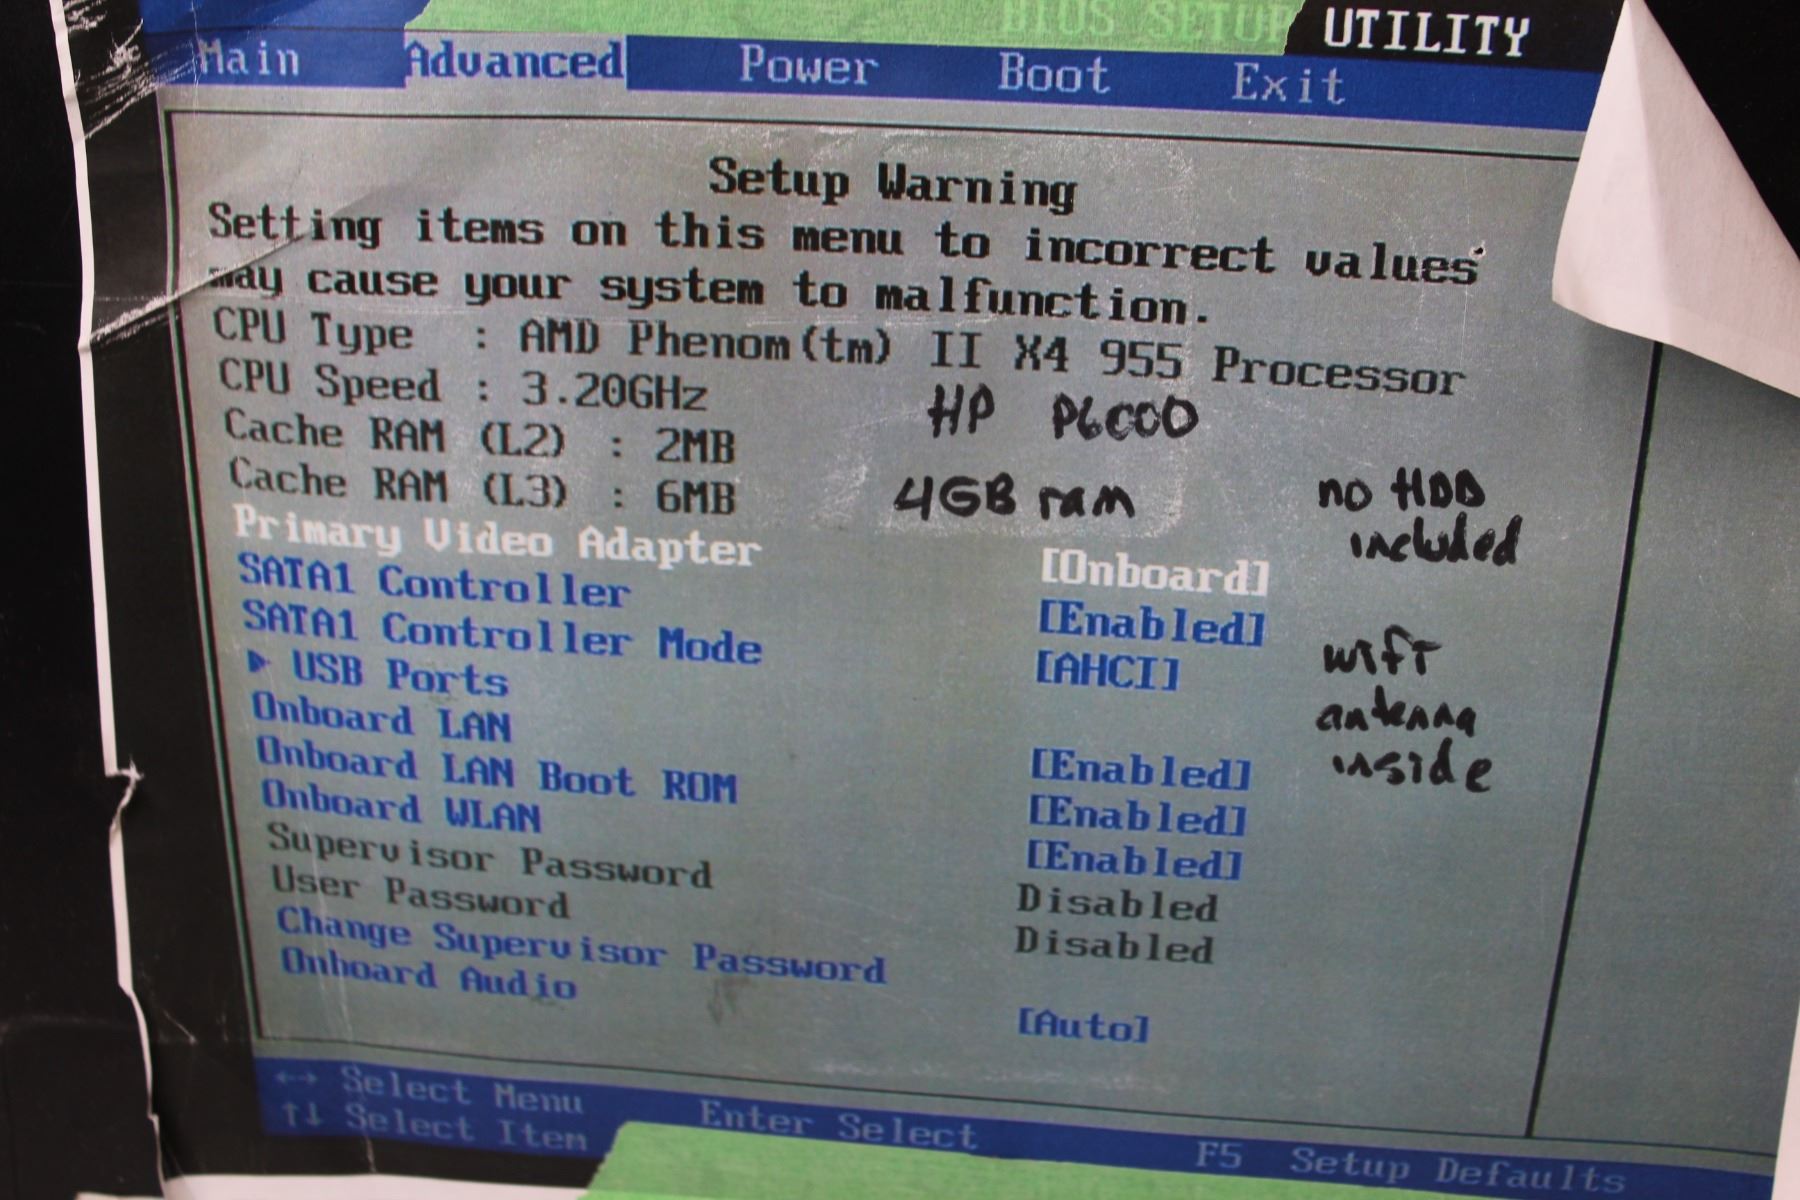 BIOS SETUP UTILITY
Main Advanced Power Boot Exit
Setup Warning
Setting items on this menu to incorrect values
may cause your system to malfunction.
CPU Type : AMD Phenom(tm) II X4 955 Processor
CPU Speed : 3.20GHz
HP P6000
Cache RAM (L2) : 2MB
Cache RAM (L3) : 6MB
4GB ram
no HDD
included
Primary Video Adapter [Onboard]
SATA1 Controller [Enabled]
SATA1 Controller Mode [AHCI]
wifi
antenna
inside
▶ USB Ports
Onboard LAN [Enabled]
Onboard LAN Boot ROM [Enabled]
Onboard WLAN [Enabled]
Supervisor Password Disabled
User Password Disabled
Change Supervisor Password
Onboard Audio [Auto]
←→ Select Menu
↑↓ Select Item
Enter Select
F5 Setup Defaults